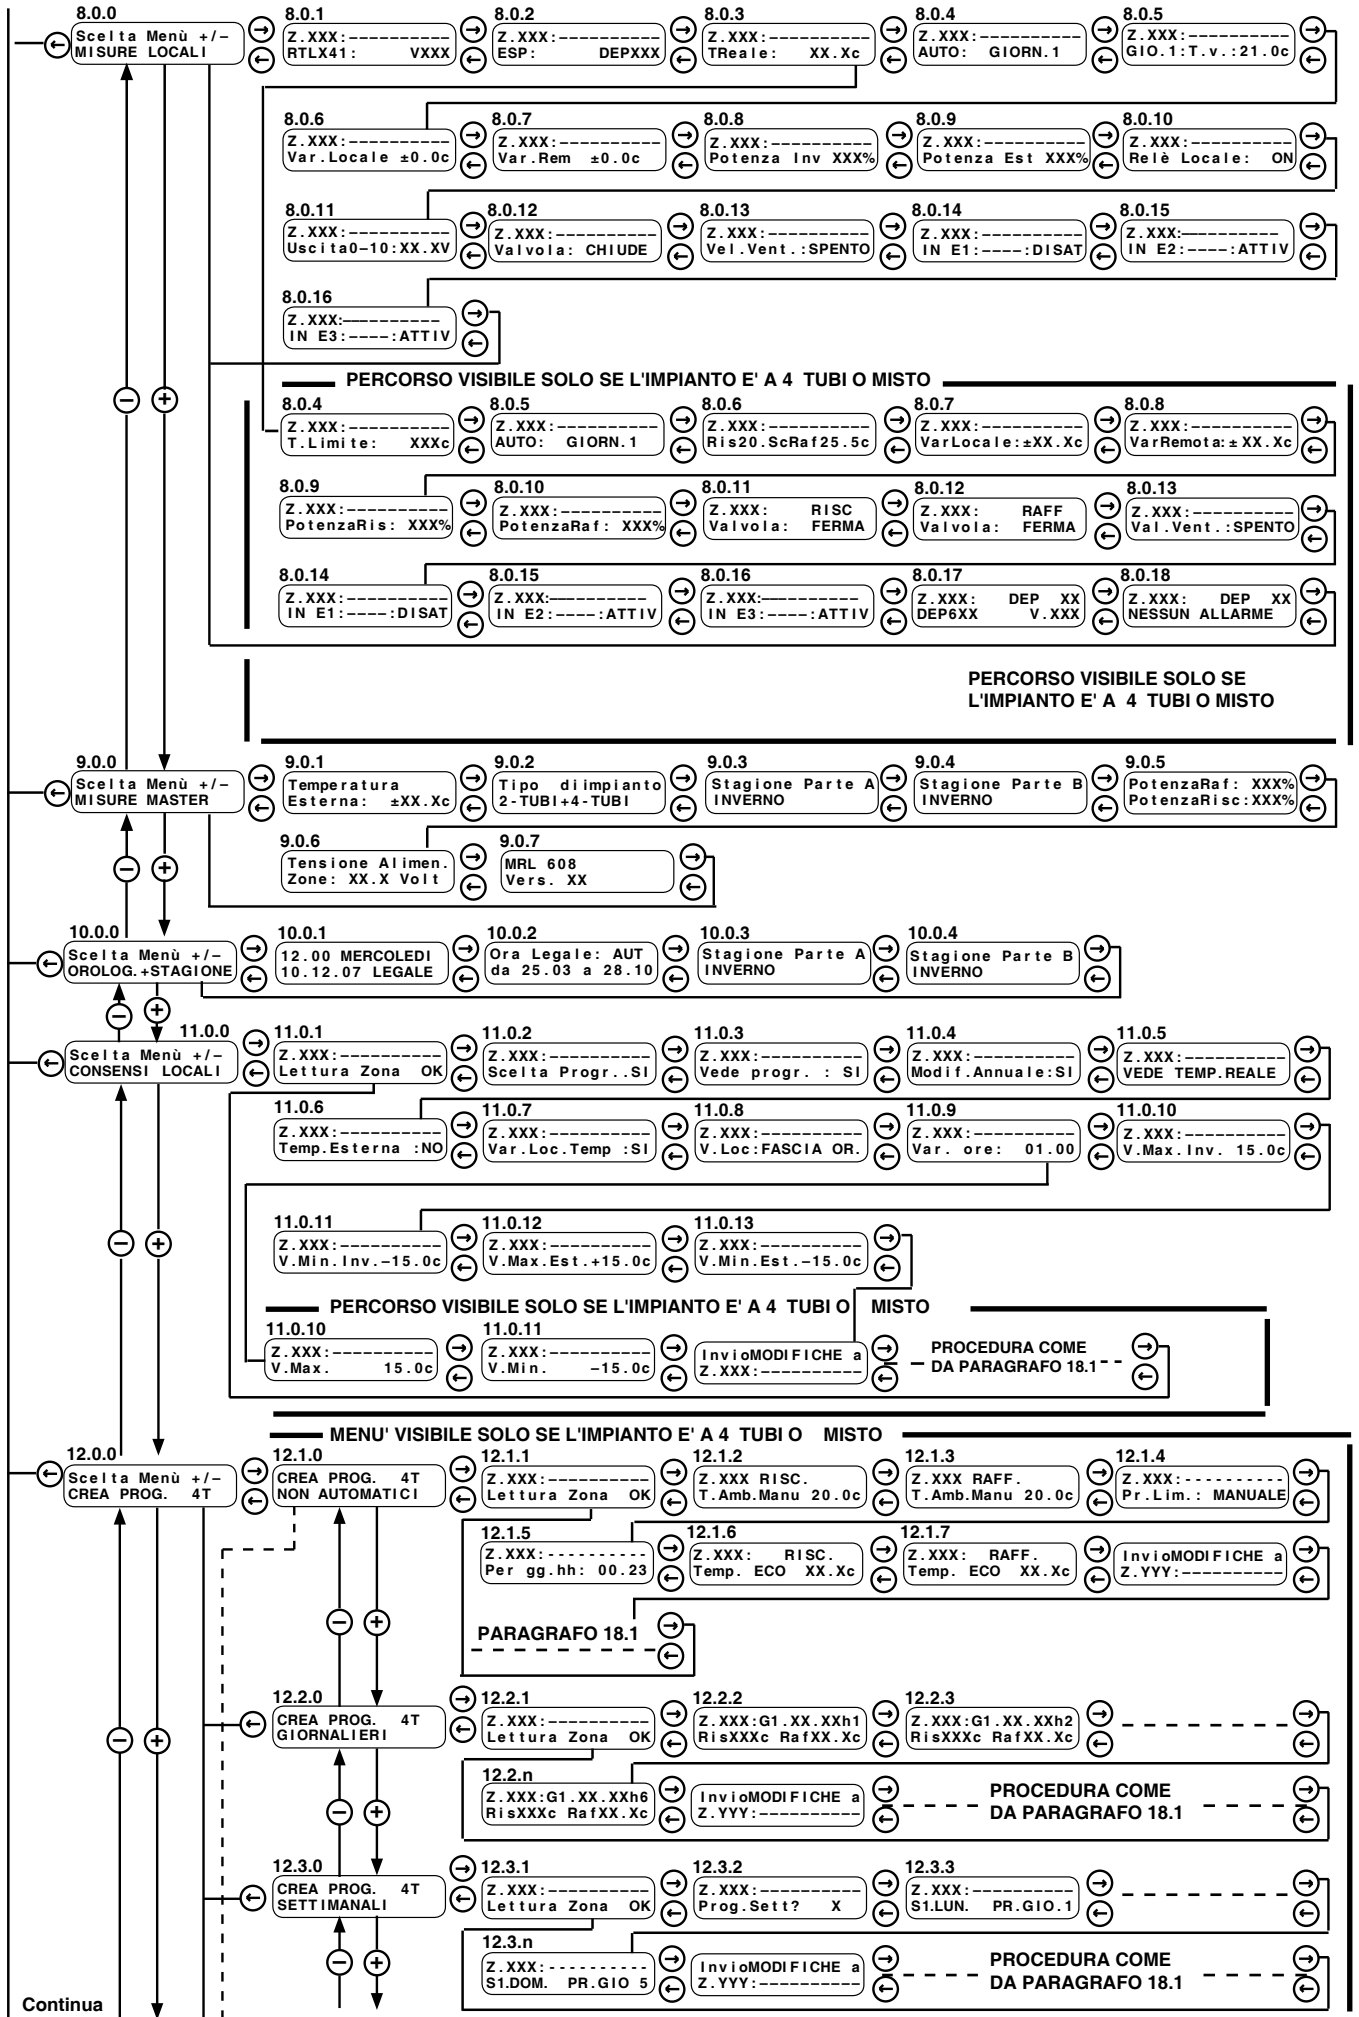 8.0.0
Scelta Menù +/–
MISURE LOCALI
8.0.1
Z.XXX:----------
RTLX41: VXXX
8.0.2
Z.XXX:----------
ESP: DEPXXX
8.0.3
Z.XXX:----------
TReale: XX.Xc
8.0.4
Z.XXX:----------
AUTO: GIORN.1
8.0.5
Z.XXX:----------
GIO.1:T.v.:21.0c
8.0.6
Z.XXX:----------
Var.Locale ±0.0c
8.0.7
Z.XXX:----------
Var.Rem ±0.0c
8.0.8
Z.XXX:----------
Potenza Inv XXX%
8.0.9
Z.XXX:----------
Potenza Est XXX%
8.0.10
Z.XXX:----------
Relè Locale: ON
8.0.11
Z.XXX:----------
Uscita0–10:XX.XV
8.0.12
Z.XXX:----------
Valvola: CHIUDE
8.0.13
Z.XXX:----------
Vel.Vent.:SPENTO
8.0.14
Z.XXX:----------
IN E1:----:DISAT
8.0.15
Z.XXX:----------
IN E2:----:ATTIV
8.0.16
Z.XXX:----------
IN E3:----:ATTIV
PERCORSO VISIBILE SOLO SE L'IMPIANTO E' A 4 TUBI O MISTO
8.0.4
Z.XXX:----------
T.Limite: XXXc
8.0.5
Z.XXX:----------
AUTO: GIORN.1
8.0.6
Z.XXX:----------
Ris20.ScRaf25.5c
8.0.7
Z.XXX:----------
VarLocale:±XX.Xc
8.0.8
Z.XXX:----------
VarRemota:±XX.Xc
8.0.9
Z.XXX:----------
PotenzaRis: XXX%
8.0.10
Z.XXX:----------
PotenzaRaf: XXX%
8.0.11
Z.XXX: RISC
Valvola: FERMA
8.0.12
Z.XXX: RAFF
Valvola: FERMA
8.0.13
Z.XXX:----------
Val.Vent.:SPENTO
8.0.14
Z.XXX:----------
IN E1:----:DISAT
8.0.15
Z.XXX:----------
IN E2:----:ATTIV
8.0.16
Z.XXX:----------
IN E3:----:ATTIV
8.0.17
Z.XXX: DEP XX
DEP6XX V.XXX
8.0.18
Z.XXX: DEP XX
NESSUN ALLARME
PERCORSO VISIBILE SOLO SE
L'IMPIANTO E' A 4 TUBI O MISTO
9.0.0
Scelta Menù +/–
MISURE MASTER
9.0.1
Temperatura
Esterna: ±XX.Xc
9.0.2
Tipo diimpianto
2-TUBI+4-TUBI
9.0.3
Stagione Parte A
INVERNO
9.0.4
Stagione Parte B
INVERNO
9.0.5
PotenzaRaf: XXX%
PotenzaRisc:XXX%
9.0.6
Tensione Alimen.
Zone: XX.X Volt
9.0.7
MRL 608
Vers. XX
10.0.0
Scelta Menù +/–
OROLOG.+STAGIONE
10.0.1
12.00 MERCOLEDI
10.12.07 LEGALE
10.0.2
Ora Legale: AUT
da 25.03 a 28.10
10.0.3
Stagione Parte A
INVERNO
10.0.4
Stagione Parte B
INVERNO
11.0.0
Scelta Menù +/–
CONSENSI LOCALI
11.0.1
Z.XXX:----------
Lettura Zona OK
11.0.2
Z.XXX:----------
Scelta Progr..SI
11.0.3
Z.XXX:----------
Vede progr. : SI
11.0.4
Z.XXX:----------
Modif.Annuale:SI
11.0.5
Z.XXX:----------
VEDE TEMP.REALE
11.0.6
Z.XXX:----------
Temp.Esterna :NO
11.0.7
Z.XXX:----------
Var.Loc.Temp :SI
11.0.8
Z.XXX:----------
V.Loc:FASCIA OR.
11.0.9
Z.XXX:----------
Var. ore: 01.00
11.0.10
Z.XXX:----------
V.Max.Inv. 15.0c
11.0.11
Z.XXX:----------
V.Min.Inv.–15.0c
11.0.12
Z.XXX:----------
V.Max.Est.+15.0c
11.0.13
Z.XXX:----------
V.Min.Est.–15.0c
PERCORSO VISIBILE SOLO SE L'IMPIANTO E' A 4 TUBI O MISTO
11.0.10
Z.XXX:----------
V.Max. 15.0c
11.0.11
Z.XXX:----------
V.Min. –15.0c
InvioMODIFICHE a
Z.XXX:----------
PROCEDURA COME
DA PARAGRAFO 18.1
MENU' VISIBILE SOLO SE L'IMPIANTO E' A 4 TUBI O MISTO
12.0.0
Scelta Menù +/–
CREA PROG. 4T
12.1.0
CREA PROG. 4T
NON AUTOMATICI
12.1.1
Z.XXX:----------
Lettura Zona OK
12.1.2
Z.XXX RISC.
T.Amb.Manu 20.0c
12.1.3
Z.XXX RAFF.
T.Amb.Manu 20.0c
12.1.4
Z.XXX:----------
Pr.Lim.: MANUALE
12.1.5
Z.XXX:----------
Per gg.hh: 00.23
12.1.6
Z.XXX: RISC.
Temp. ECO XX.Xc
12.1.7
Z.XXX: RAFF.
Temp. ECO XX.Xc
InvioMODIFICHE a
Z.YYY:----------
PARAGRAFO 18.1
12.2.0
CREA PROG. 4T
GIORNALIERI
12.2.1
Z.XXX:----------
Lettura Zona OK
12.2.2
Z.XXX:G1.XX.XXh1
RisXXXc RafXX.Xc
12.2.3
Z.XXX:G1.XX.XXh2
RisXXXc RafXX.Xc
12.2.n
Z.XXX:G1.XX.XXh6
RisXXXc RafXX.Xc
InvioMODIFICHE a
Z.YYY:----------
PROCEDURA COME
DA PARAGRAFO 18.1
12.3.0
CREA PROG. 4T
SETTIMANALI
12.3.1
Z.XXX:----------
Lettura Zona OK
12.3.2
Z.XXX:----------
Prog.Sett? X
12.3.3
Z.XXX:----------
S1.LUN. PR.GIO.1
12.3.n
Z.XXX:----------
S1.DOM. PR.GIO 5
InvioMODIFICHE a
Z.YYY:----------
PROCEDURA COME
DA PARAGRAFO 18.1
Continua